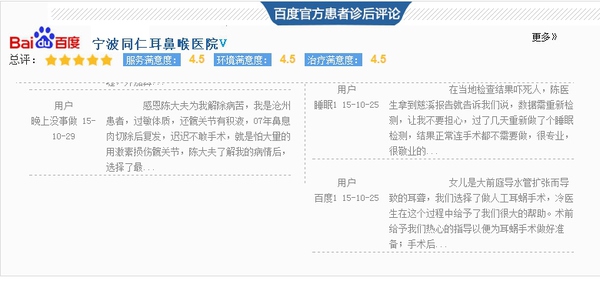 百度官方患者诊后评论
Bai du 百度 宁波同仁耳鼻喉医院V
更多》
总评： 服务满意度： 4.5 环境满意度： 4.5 治疗满意度： 4.5
用户
晚上没事做 15-
10-29
感恩陈大夫为我解除病苦，我是沧州
患者，过敏体质，还髋关节有积液，07年鼻息
肉切除后复发，迟迟不敢手术，就是怕大量的
用激素损伤髋关节，陈大夫了解我的病情后，
选择了最...
用户
睡眠1 15-10-25
在当地检查结果吓死人，陈医
生拿到慈溪报告就告诉我们说，数据需重新检
测，让我不要担心，过了几天重新做了个睡眠
检测，结果正常连手术都不需要做，很专业，
很敬业的...
用户
百度1 15-10-25
女儿是大前庭导水管扩张而导
致的耳聋，我们选择了做人工耳蜗手术，冷医
生在这个过程中给予了我们很大的帮助。术前
给予我们热心的指导以便为耳蜗手术做好准
备；手术后...